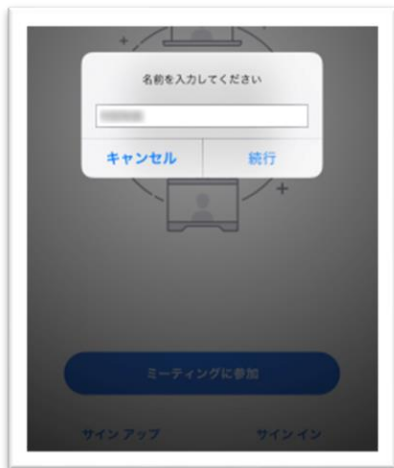 名前を入力してください
キャンセル
続行
ミーティングに参加
サイン アップ
サイン イン